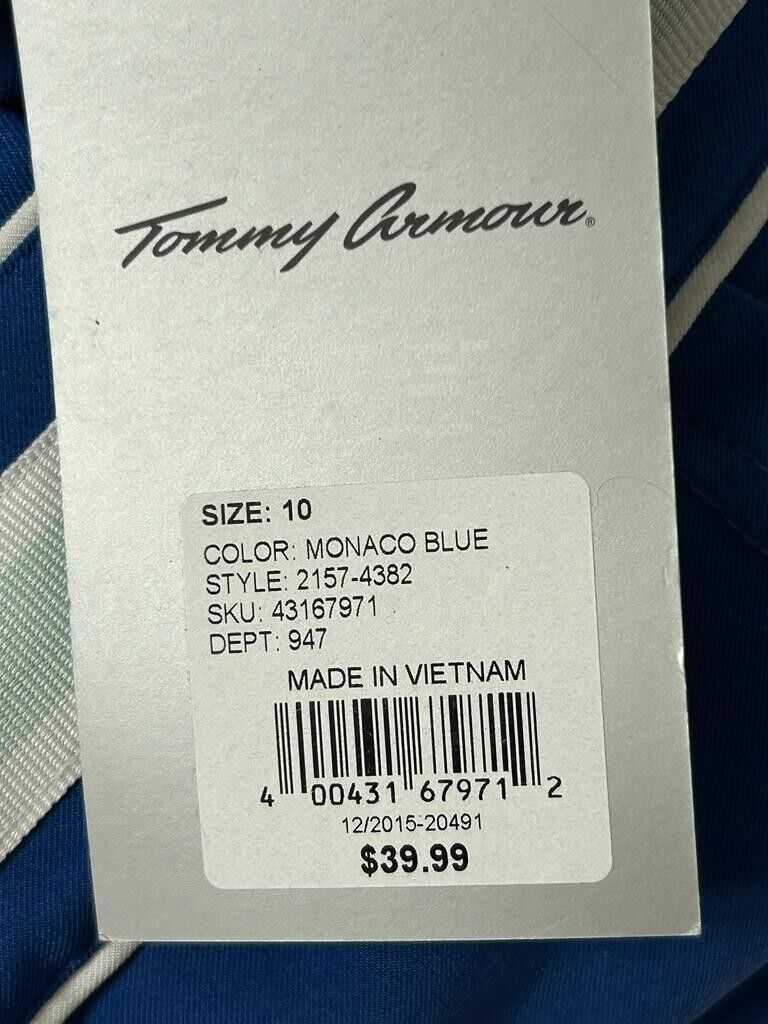 Tommy Armour®
SIZE: 10
COLOR: MONACO BLUE
STYLE: 2157-4382
SKU: 43167971
DEPT: 947
MADE IN VIETNAM
4 00431 67971 2
12/2015-20491
$39.99